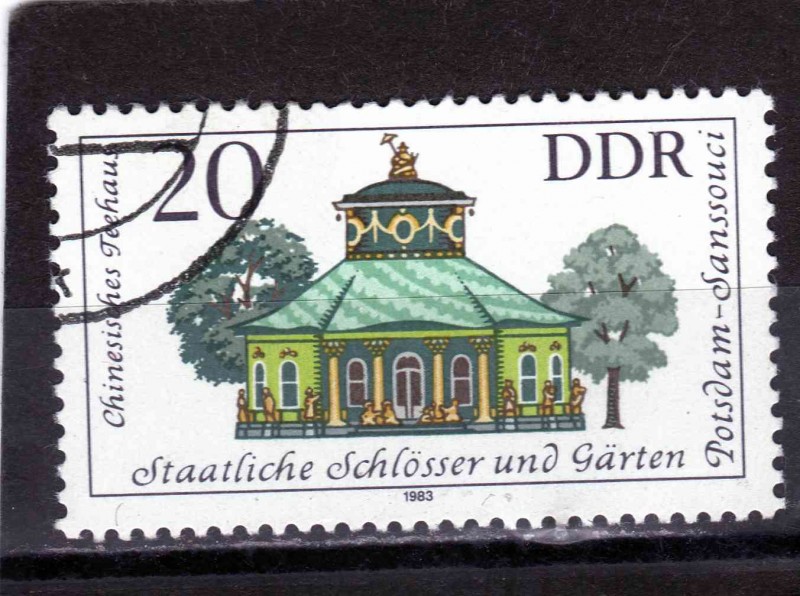 20
DDR
Chinesisches Teehaus
Potsdam-Sanssouci
Staatliche Schlösser und Gärten
1983